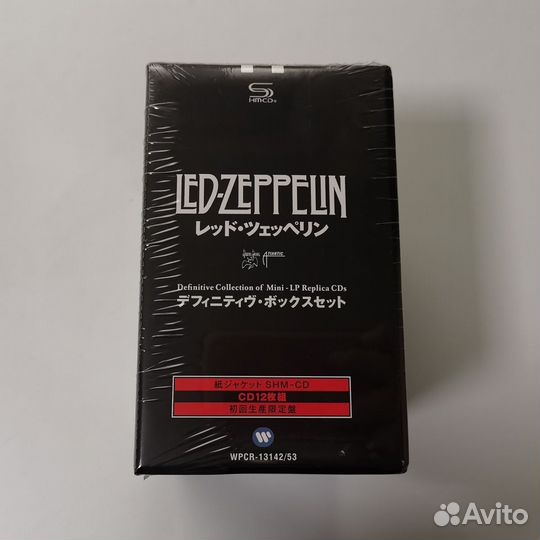 SHM-CD
LED-ZEPPELIN
レッド・ツェッペリン
ATLANTIC
Definitive Collection of Mini-LP Replica CDs
デフィニティヴ・ボックスセット
紙ジャケット SHM-CD
CD12枚組
初回生産限定盤
WPCR-13142/53
Avito